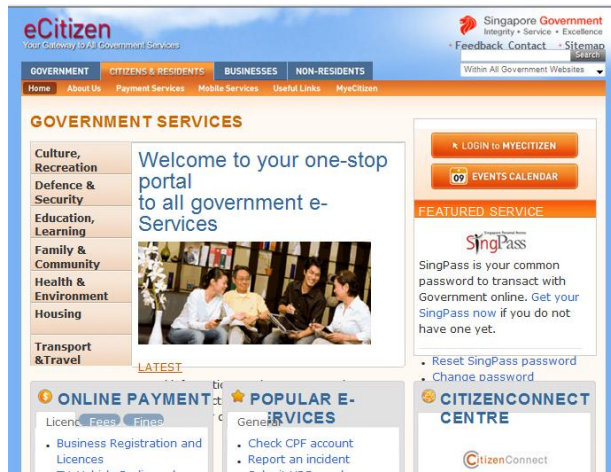 eCitizen
Your Gateway to All Government Services
Singapore Government
Integrity • Service • Excellence
• Feedback Contact • Sitemap
Search
Within All Government Websites
GOVERNMENT CITIZENS & RESIDENTS BUSINESSES NON-RESIDENTS
Home About Us Payment Services Mobile Services Useful Links MyeCitizen
GOVERNMENT SERVICES
Culture,
Recreation
Defence &
Security
Education,
Learning
Family &
Community
Health &
Environment
Housing
Transport
&Travel
Welcome to your one-stop
portal
to all government e-
Services
LATEST
LOGIN to MYECITIZEN
09 EVENTS CALENDAR
FEATURED SERVICE
SingPass
SingPass is your common
password to transact with
Government online. Get your
SingPass now if you do not
have one yet.
• Reset SingPass password
• Change password
ONLINE PAYMENT
Licenc Fees Fines
• Business Registration and
Licences
POPULAR E-
General
• Check CPF account
• Report an incident
CITIZENCONNECT
CENTRE
CitizenConnect